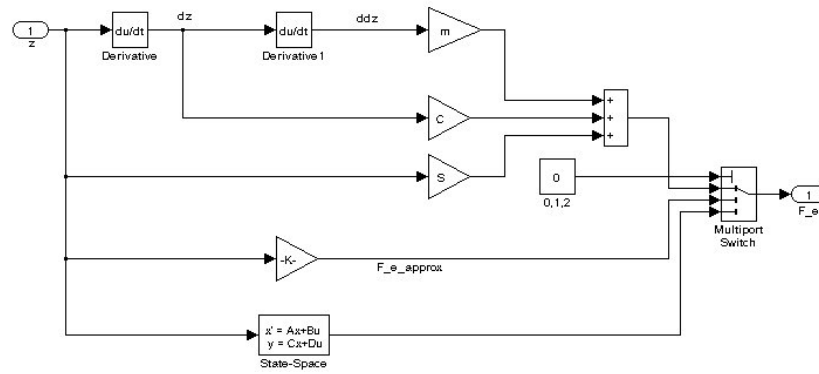 1
z
du/dt
Derivative
dz
du/dt
Derivative1
ddz
m
C
S
+
+
+
0
0,1,2
Multiport
Switch
1
F_e
-K-
F_e_approx
x' = Ax+Bu
y = Cx+Du
State-Space